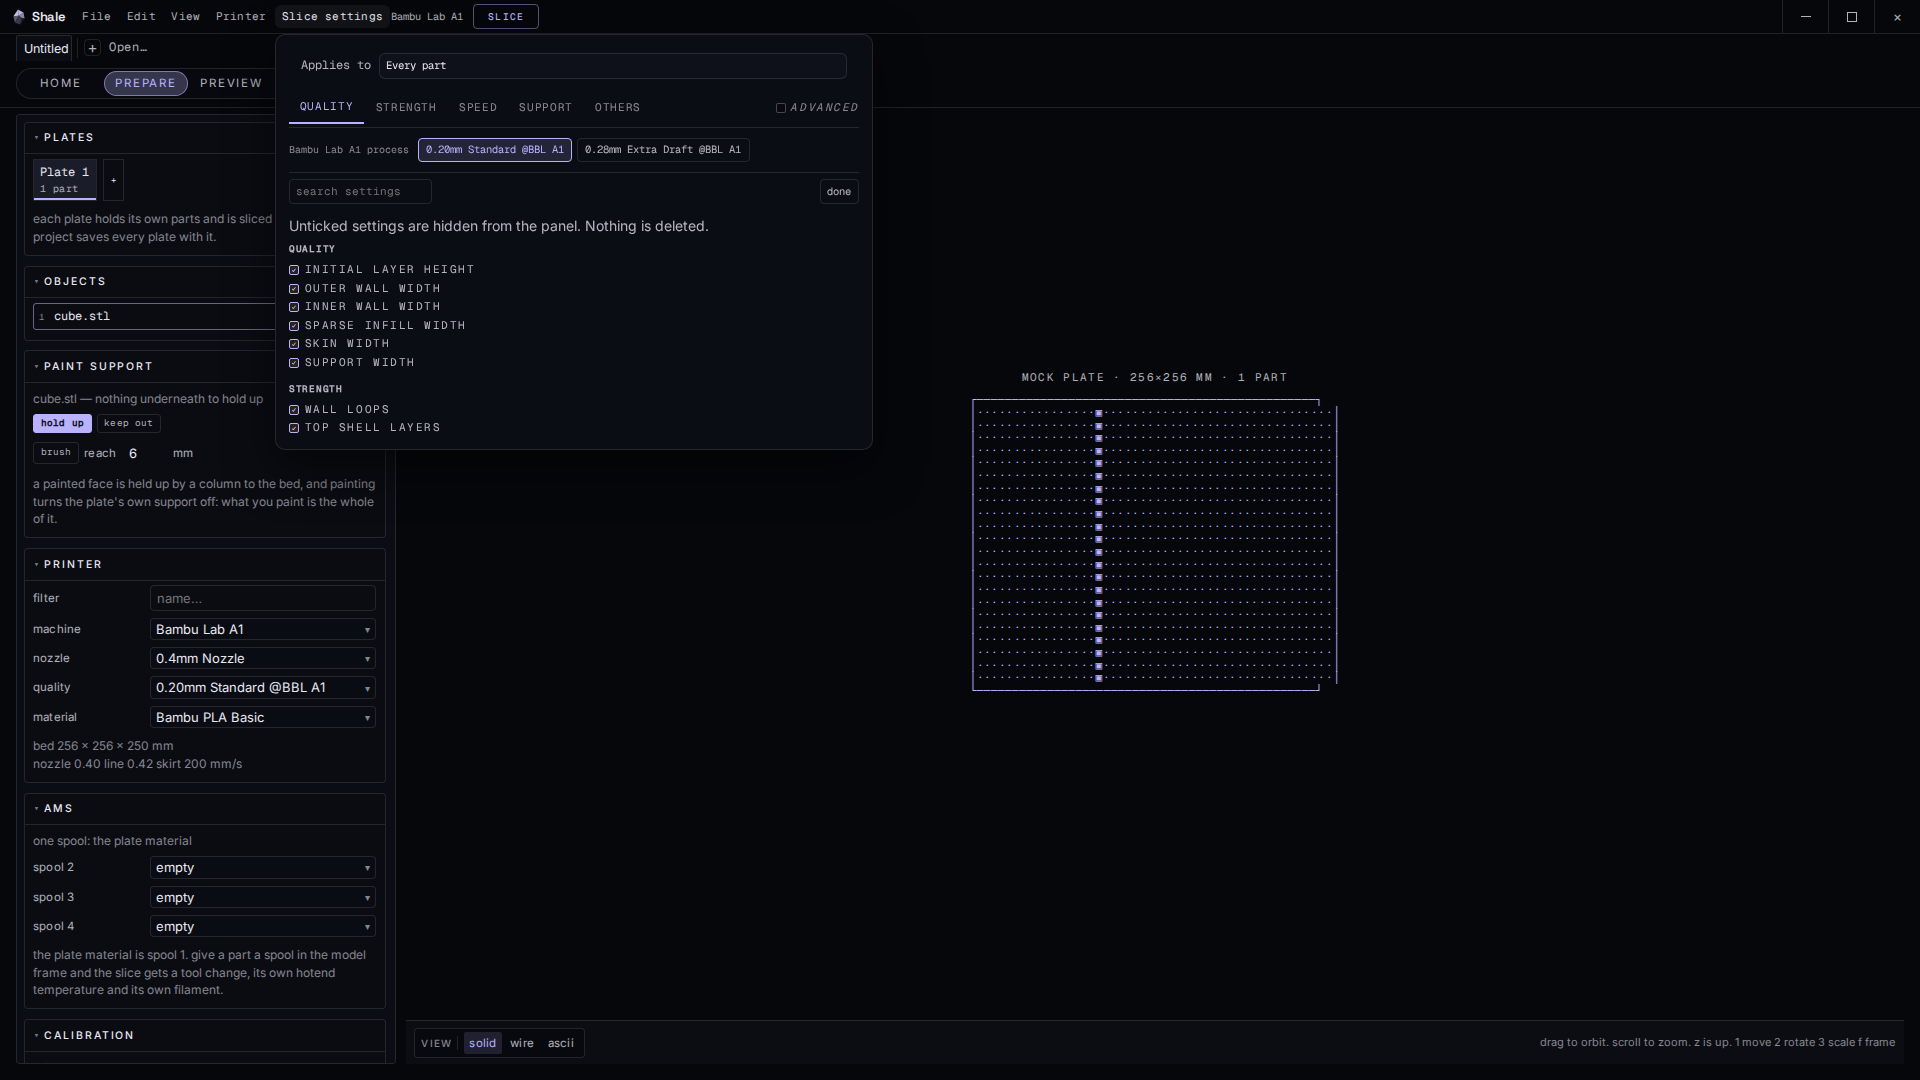 Shale File Edit View Printer Slice settings Bambu Lab A1 SLICE
Untitled + Open…
HOME PREPARE PREVIEW
Applies to Every part
QUALITY STRENGTH SPEED SUPPORT OTHERS ADVANCED
Bambu Lab A1 process 0.20mm Standard @BBL A1 0.28mm Extra Draft @BBL A1
search settings done
Unticked settings are hidden from the panel. Nothing is deleted.
QUALITY
INITIAL LAYER HEIGHT
OUTER WALL WIDTH
INNER WALL WIDTH
SPARSE INFILL WIDTH
SKIN WIDTH
SUPPORT WIDTH
STRENGTH
WALL LOOPS
TOP SHELL LAYERS
PLATES
Plate 1
1 part
+
each plate holds its own parts and is sliced
project saves every plate with it.
OBJECTS
1 cube.stl
PAINT SUPPORT
cube.stl — nothing underneath to hold up
hold up keep out
brush reach 6 mm
a painted face is held up by a column to the bed, and painting
turns the plate's own support off: what you paint is the whole
of it.
PRINTER
filter name...
machine Bambu Lab A1
nozzle 0.4mm Nozzle
quality 0.20mm Standard @BBL A1
material Bambu PLA Basic
bed 256 × 256 × 250 mm
nozzle 0.40 line 0.42 skirt 200 mm/s
AMS
one spool: the plate material
spool 2 empty
spool 3 empty
spool 4 empty
the plate material is spool 1. give a part a spool in the model
frame and the slice gets a tool change, its own hotend
temperature and its own filament.
CALIBRATION
MOCK PLATE · 256×256 MM · 1 PART
VIEW solid wire ascii
drag to orbit. scroll to zoom. z is up. 1 move 2 rotate 3 scale f frame